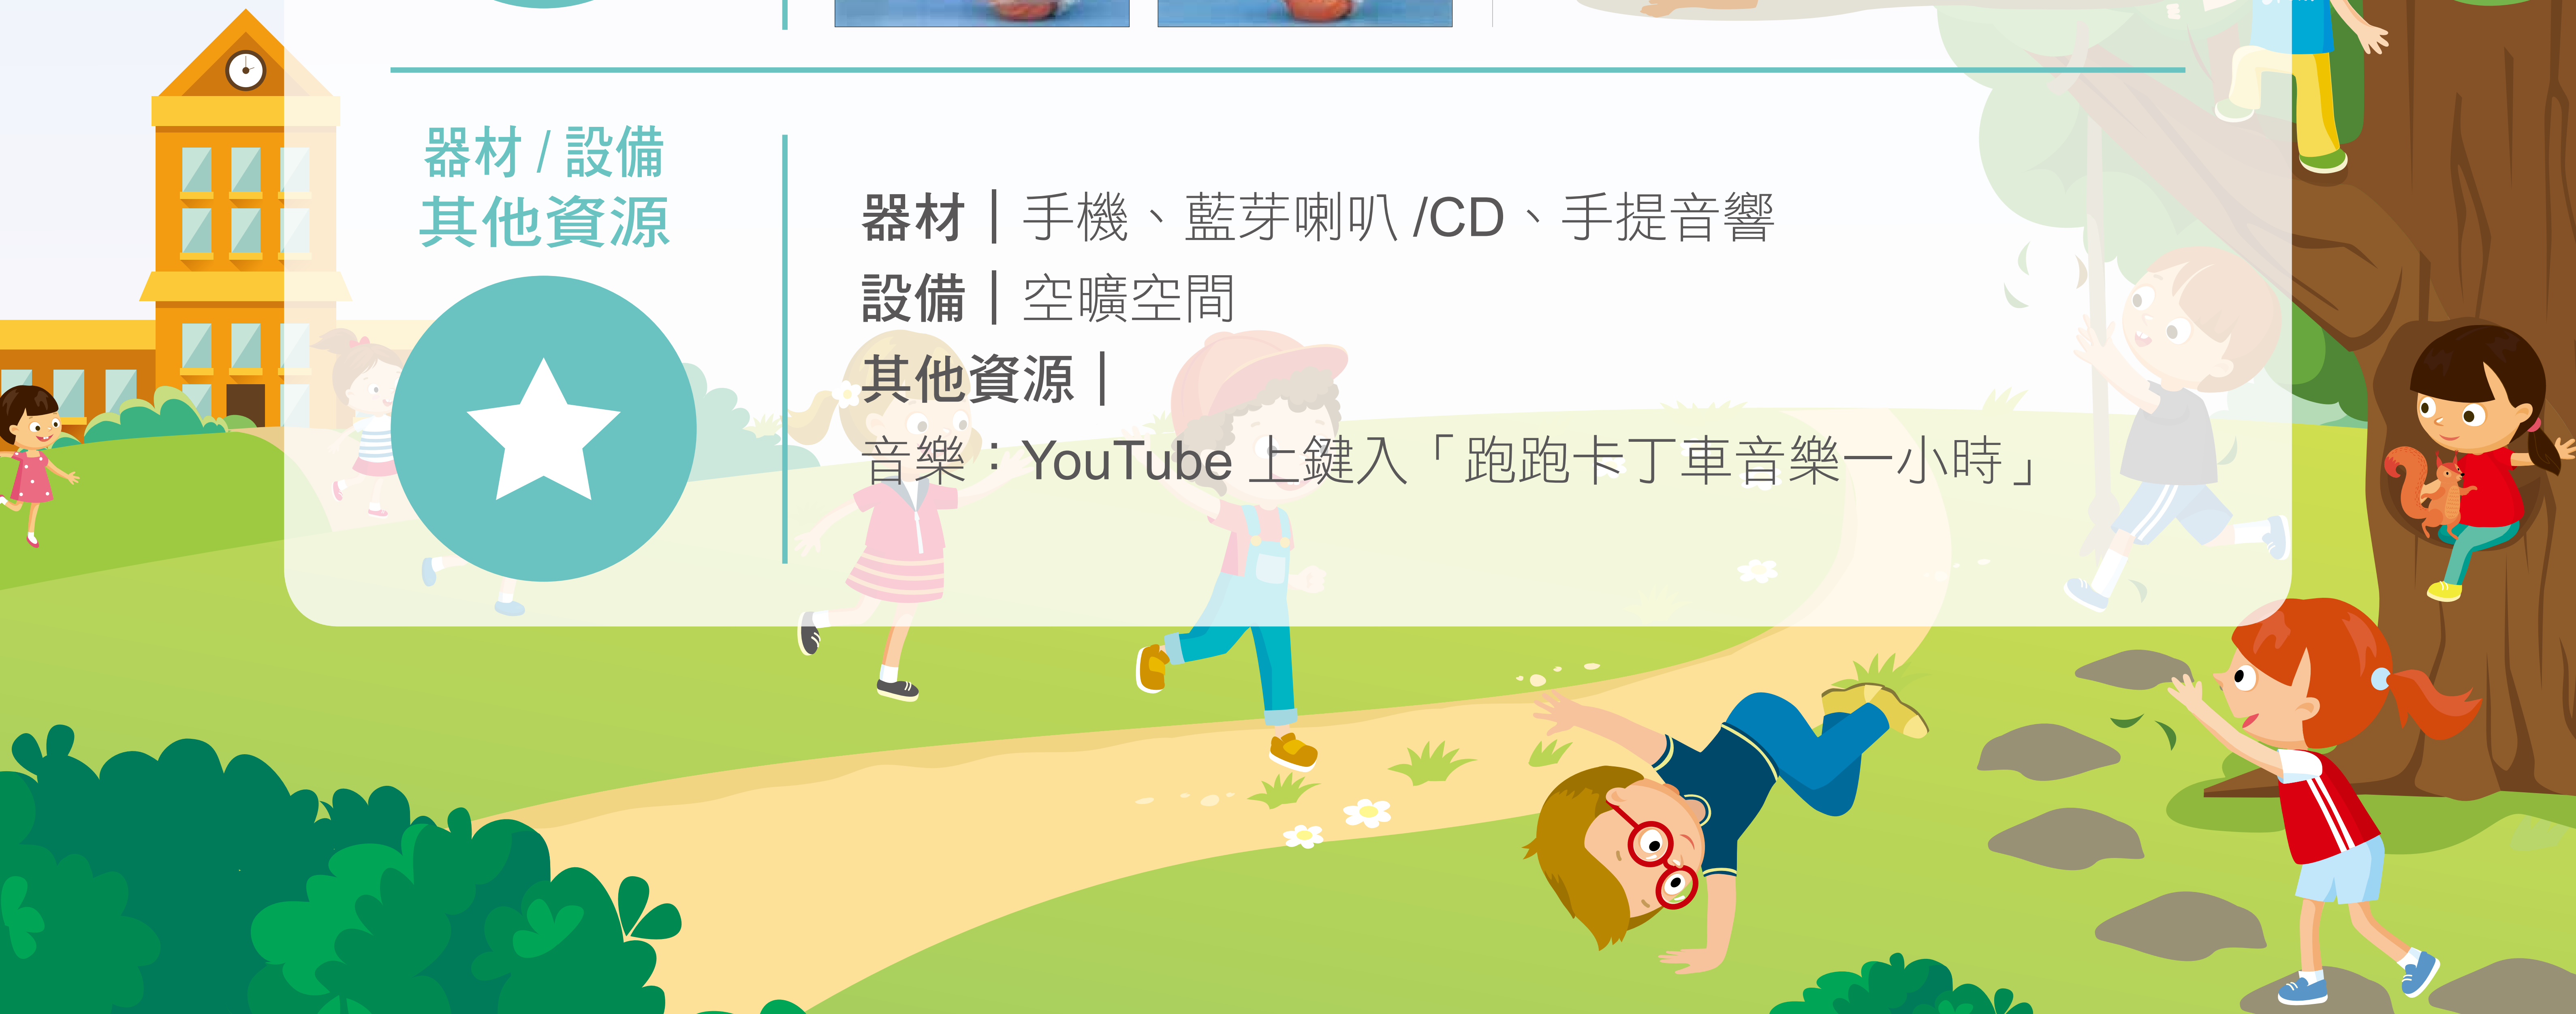 器材 / 設備
其他資源
器材｜手機、藍芽喇叭 /CD、手提音響
設備｜空曠空間
其他資源｜
音樂：YouTube 上鍵入「跑跑卡丁車音樂一小時」